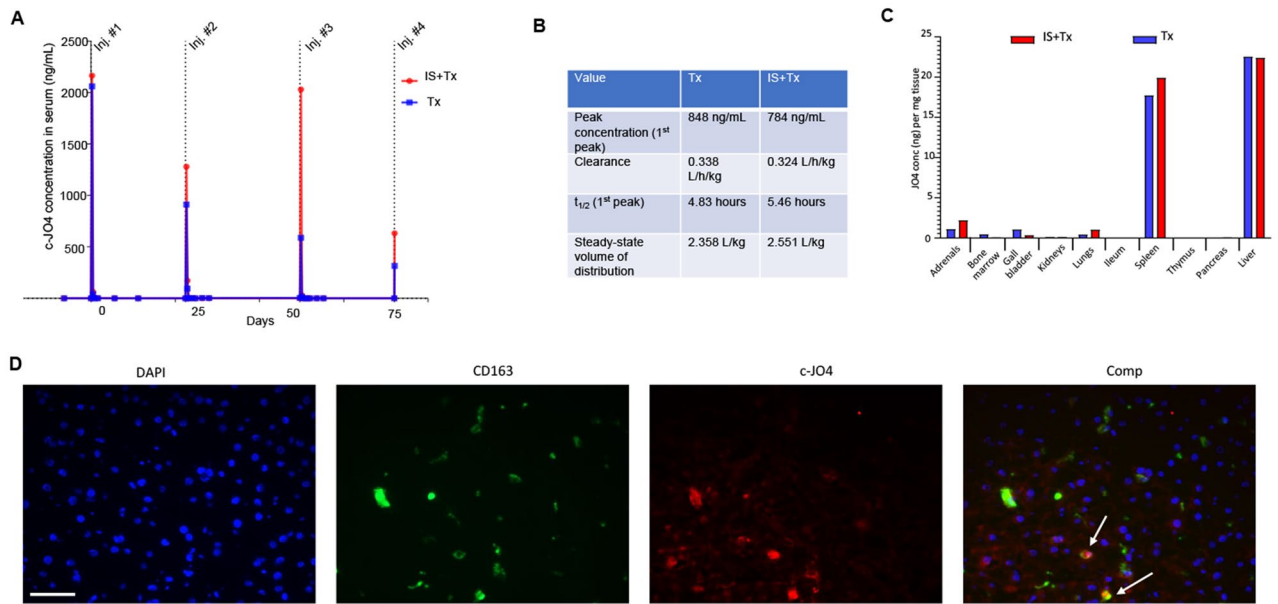 A
Inj. #1
Inj. #2
Inj. #3
Inj. #4
c-JO4 concentration in serum (ng/mL)
2500
2000
1500
1000
500
0
25
50
75
Days
IS+Tx
Tx
B
Value Tx IS+Tx
Peak
concentration (1st
peak)
848 ng/mL
784 ng/mL
Clearance
0.338
L/h/kg
0.324 L/h/kg
t1/2 (1st peak)
4.83 hours
5.46 hours
Steady-state
volume of
distribution
2.358 L/kg
2.551 L/kg
C
IS+Tx
Tx
JO4 conc (ng) per mg tissue
25
20
15
10
5
0
Adrenals
Bone
marrow
Gall
bladder
Kidneys
Lungs
Ileum
Spleen
Thymus
Pancreas
Liver
D
DAPI
CD163
c-JO4
Comp